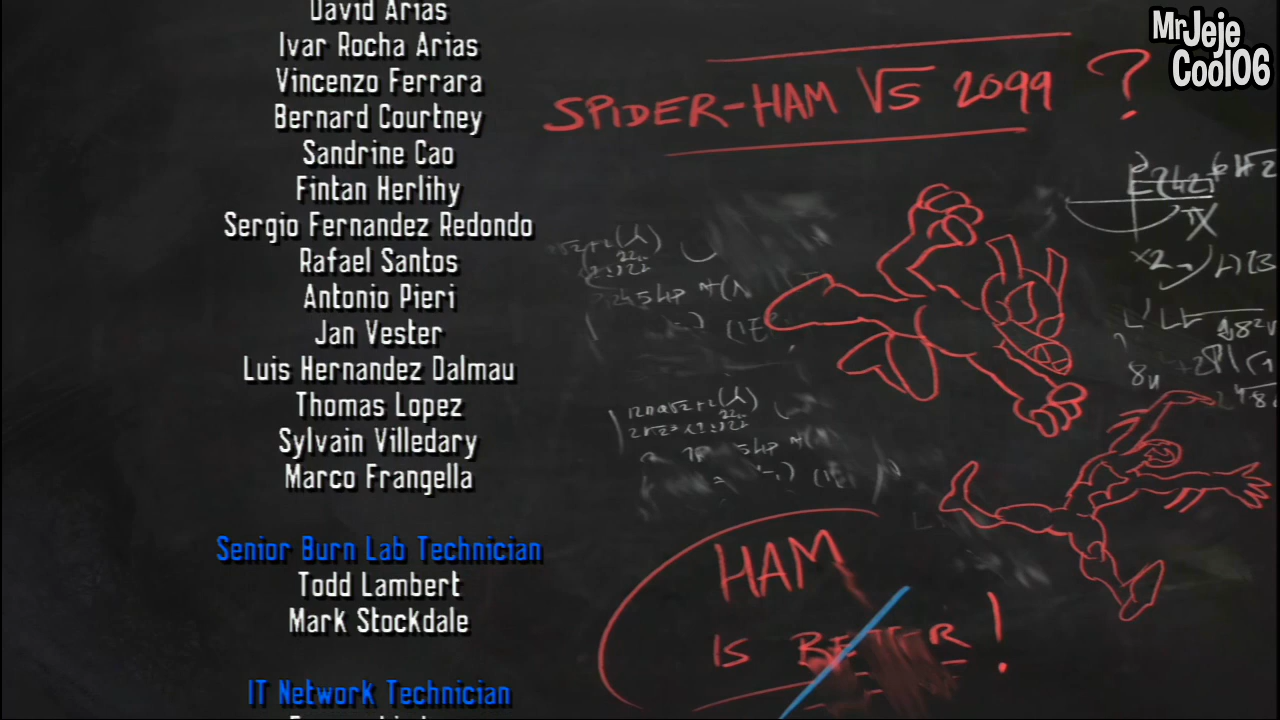 David Arias
Ivar Rocha Arias
Vincenzo Ferrara
Bernard Courtney
Sandrine Cao
Fintan Herlihy
Sergio Fernandez Redondo
Rafael Santos
Antonio Pieri
Jan Vester
Luis Hernandez Dalmau
Thomas Lopez
Sylvain Villedary
Marco Frangella
Senior Burn Lab Technician
Todd Lambert
Mark Stockdale
IT Network Technician
MrJeje
Cool06
SPIDER-HAM VS 2099 ?
HAM
IS BETTER !